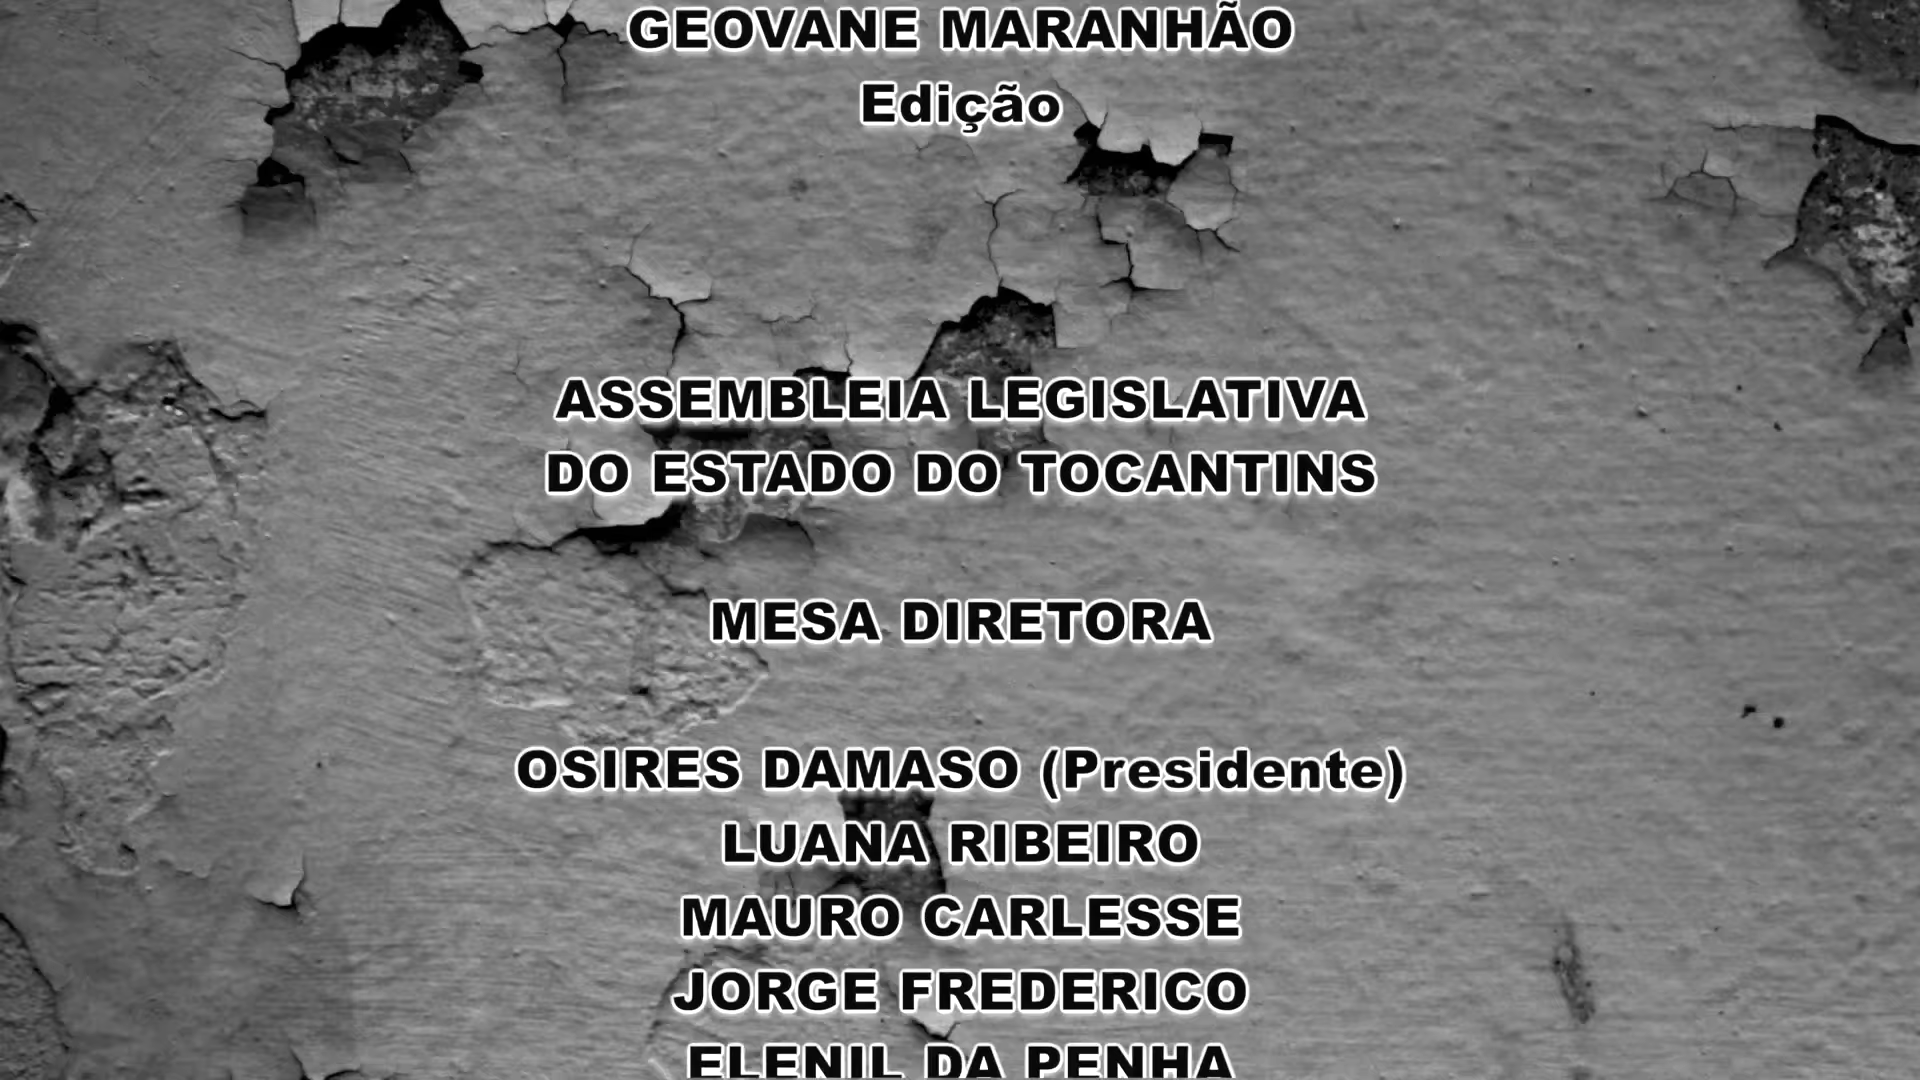 GEOVANE MARANHÃO
Edição
ASSEMBLEIA LEGISLATIVA
DO ESTADO DO TOCANTINS
MESA DIRETORA
OSIRES DAMASO (Presidente)
LUANA RIBEIRO
MAURO CARLESSE
JORGE FREDERICO
ELENIL DA PENHA